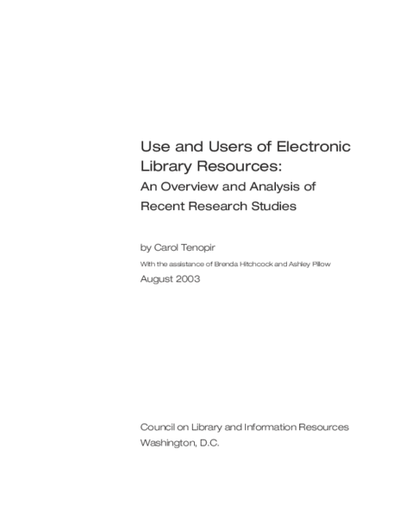 Use and Users of Electronic
Library Resources:
An Overview and Analysis of
Recent Research Studies
by Carol Tenopir
With the assistance of Brenda Hitchcock and Ashley Pillow
August 2003
Council on Library and Information Resources
Washington, D.C.